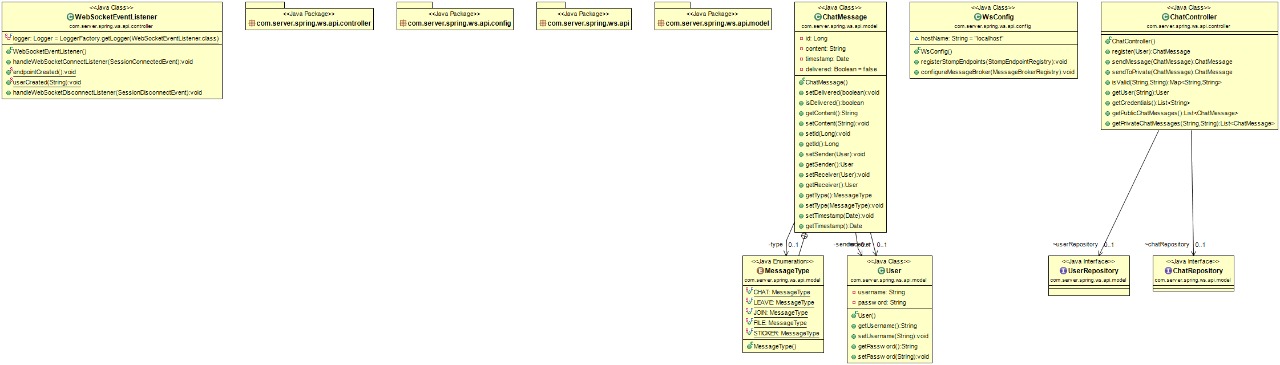 <<Java Class>>
WebSocketEventListener
com.server.spring.ws.api.controller
logger: Logger = LoggerFactory.getLogger(WebSocketEventListener.class)
WebSocketEventListener()
handleWebSocketConnectListener(SessionConnectedEvent):void
endpointCreated():void
userCreated(String):void
handleWebSocketDisconnectListener(SessionDisconnectEvent):void
<<Java Package>>
com.server.spring.ws.api.controller
<<Java Package>>
com.server.spring.ws.api.config
<<Java Package>>
com.server.spring.ws.api
<<Java Package>>
com.server.spring.ws.api.model
<<Java Class>>
ChatMessage
com.server.spring.ws.api.model
id: Long
content: String
timestamp: Date
delivered: Boolean = false
ChatMessage()
setDelivered(boolean):void
isDelivered():boolean
getContent():String
setContent(String):void
setId(Long):void
getId():Long
setSender(User):void
getSender():User
setReceiver(User):void
getReceiver():User
getType():MessageType
setType(MessageType):void
setTimestamp(Date):void
getTimestamp():Date
<<Java Class>>
WsConfig
com.server.spring.ws.api.config
hostName: String = "localhost"
WsConfig()
registerStompEndpoints(StompEndpointRegistry):void
configureMessageBroker(MessageBrokerRegistry):void
<<Java Class>>
ChatController
com.server.spring.ws.api.controller
ChatController()
register(User):ChatMessage
sendMessage(ChatMessage):ChatMessage
sendToPrivate(ChatMessage):ChatMessage
isValid(String,String):Map<String,String>
getUser(String):User
getCredentials():List<String>
getPublicChatMessages():List<ChatMessage>
getPrivateChatMessages(String,String):List<ChatMessage>
-type 0..1
0..1
~userRepository 0..1
~chatRepository 0..1
<<Java Enumeration>>
MessageType
com.server.spring.ws.api.model
CHAT: MessageType
LEAVE: MessageType
JOIN: MessageType
FILE: MessageType
STICKER: MessageType
MessageType()
<<Java Class>>
User
com.server.spring.ws.api.model
username: String
password: String
User()
getUsername():String
setUsername(String):void
getPassword():String
setPassword(String):void
<<Java Interface>>
UserRepository
com.server.spring.ws.api.model
<<Java Interface>>
ChatRepository
com.server.spring.ws.api.model